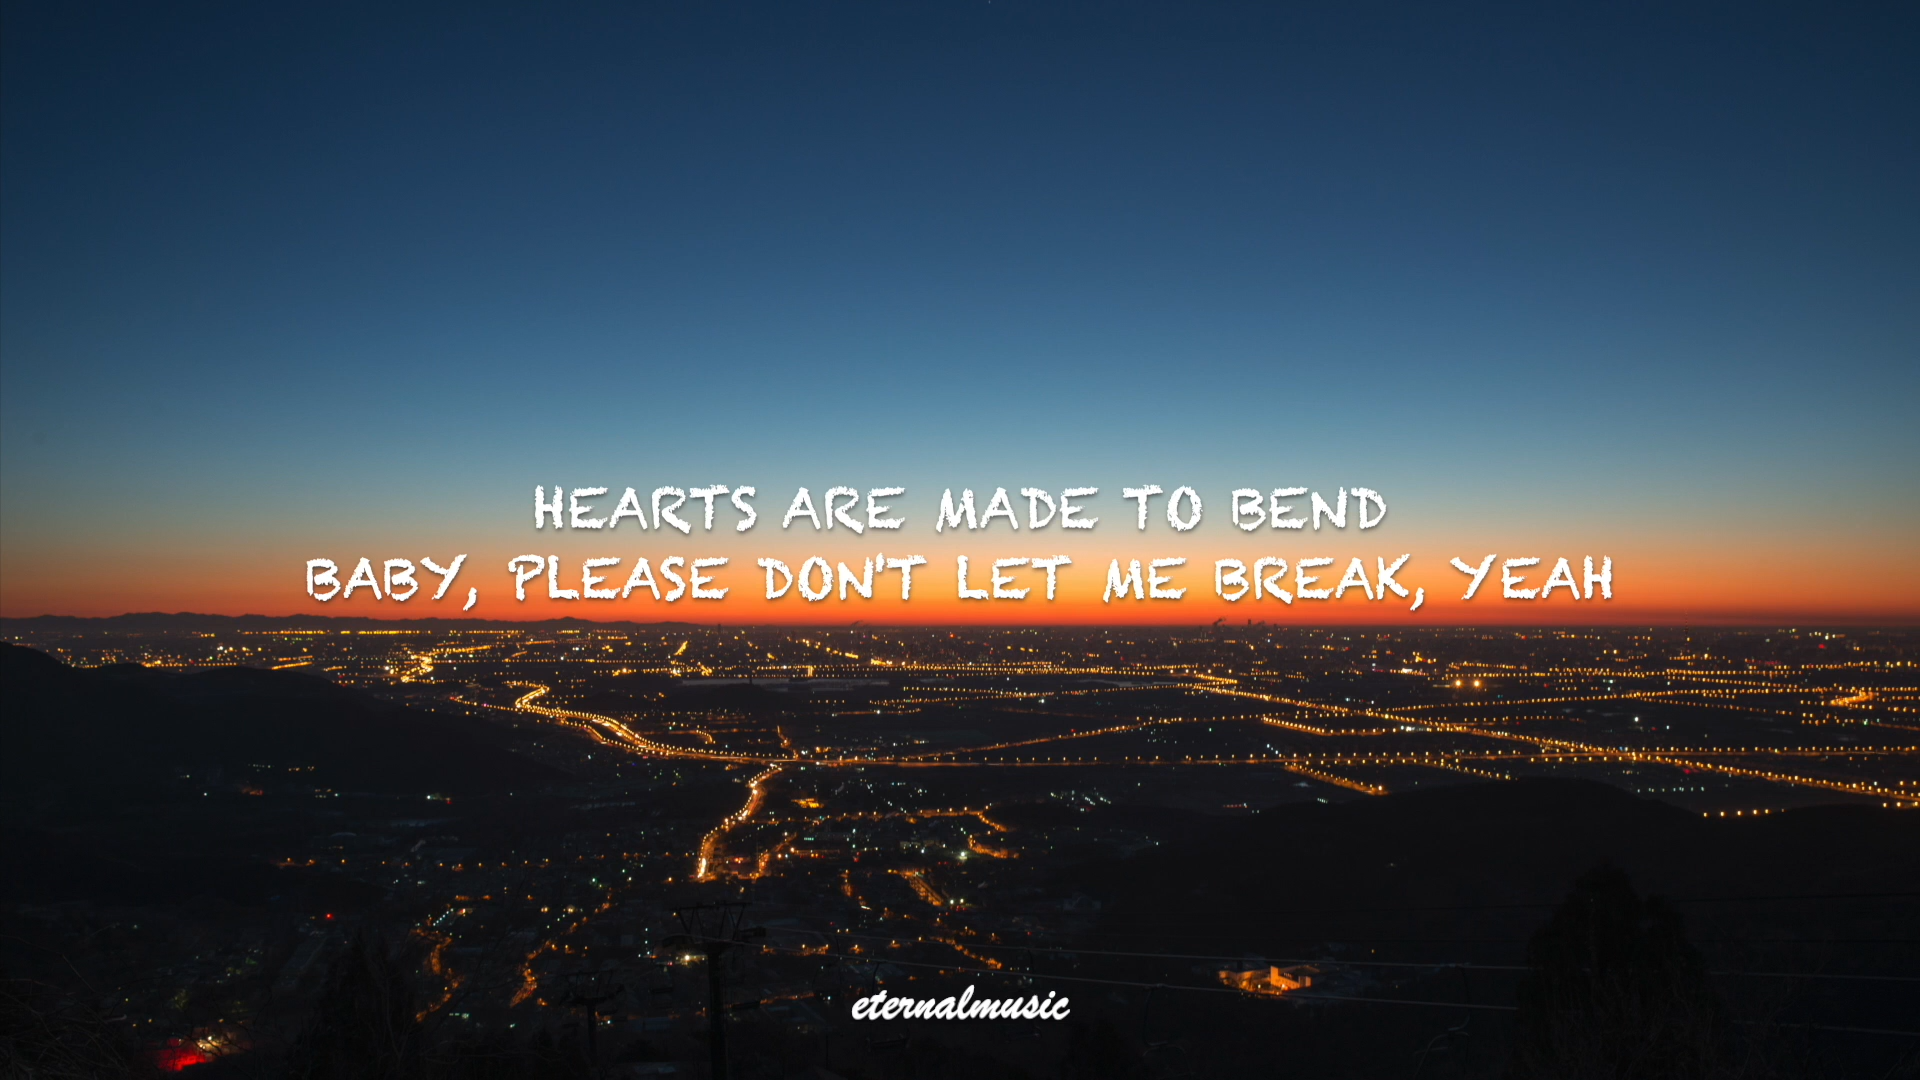 HEARTS ARE MADE TO BEND
BABY, PLEASE DON'T LET ME BREAK, YEAH
eternalmusic